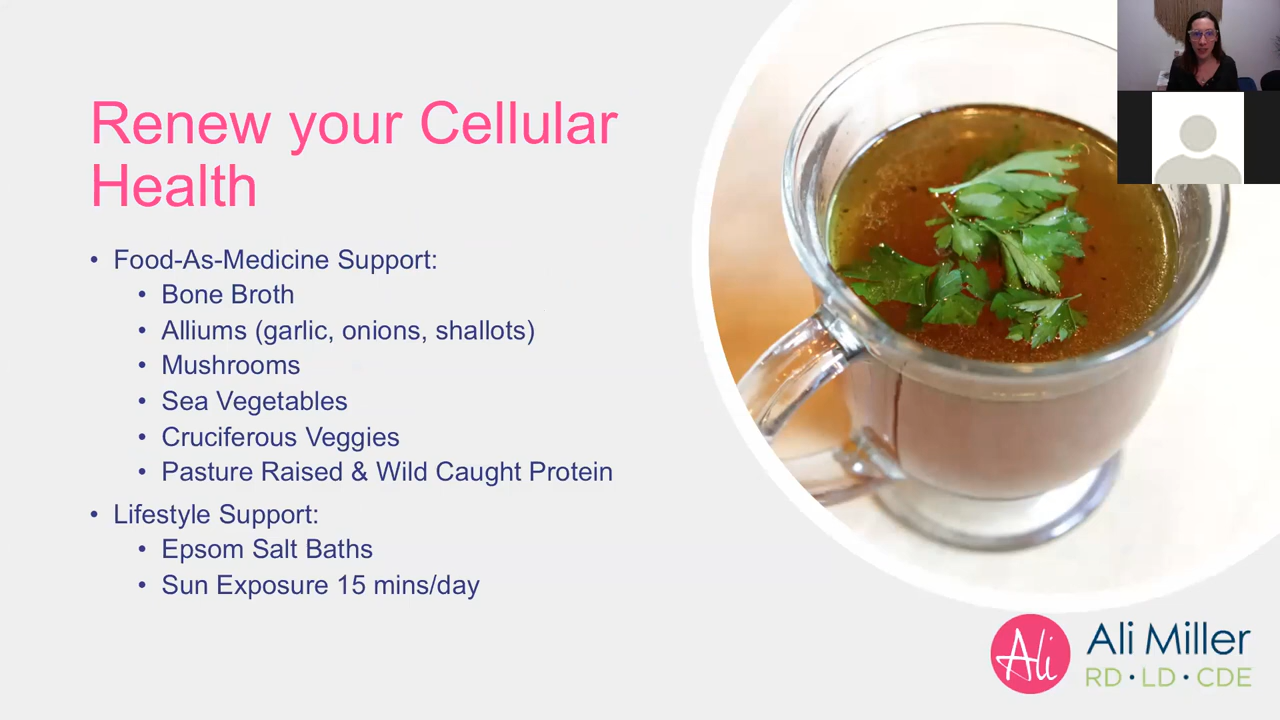 Renew your Cellular
Health
• Food-As-Medicine Support:
• Bone Broth
• Alliums (garlic, onions, shallots)
• Mushrooms
• Sea Vegetables
• Cruciferous Veggies
• Pasture Raised & Wild Caught Protein
• Lifestyle Support:
• Epsom Salt Baths
• Sun Exposure 15 mins/day
Ali
Ali Miller
RD • LD • CDE